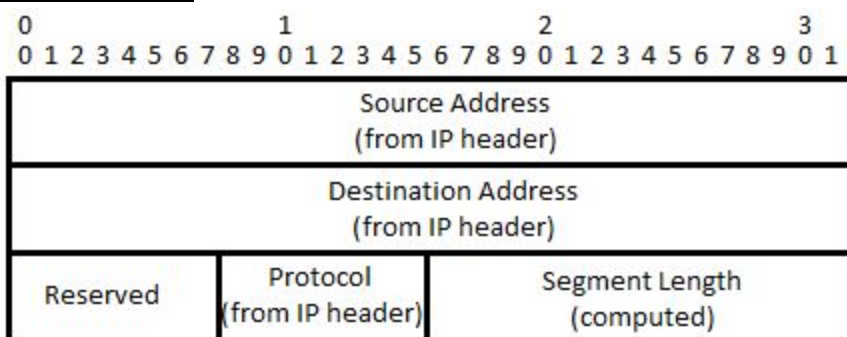 0 1 2 3
0 1 2 3 4 5 6 7 8 9 0 1 2 3 4 5 6 7 8 9 0 1 2 3 4 5 6 7 8 9 0 1
Source Address
(from IP header)
Destination Address
(from IP header)
Reserved
Protocol
(from IP header)
Segment Length
(computed)